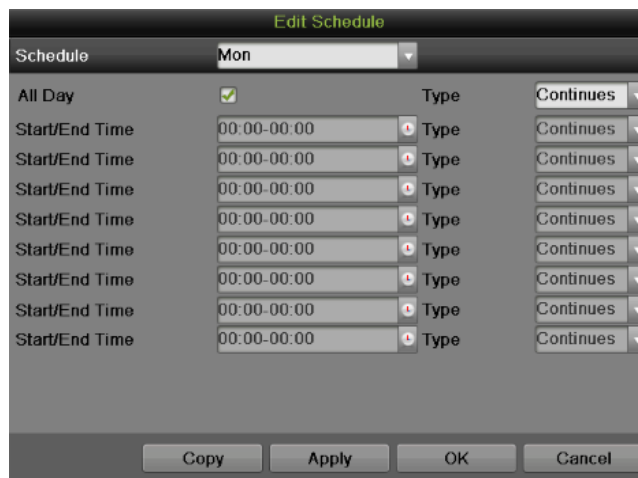 Edit Schedule
Schedule Mon
All Day Type Continues
Start/End Time 00:00-00:00 Type Continues
Start/End Time 00:00-00:00 Type Continues
Start/End Time 00:00-00:00 Type Continues
Start/End Time 00:00-00:00 Type Continues
Start/End Time 00:00-00:00 Type Continues
Start/End Time 00:00-00:00 Type Continues
Start/End Time 00:00-00:00 Type Continues
Start/End Time 00:00-00:00 Type Continues
Copy Apply OK Cancel